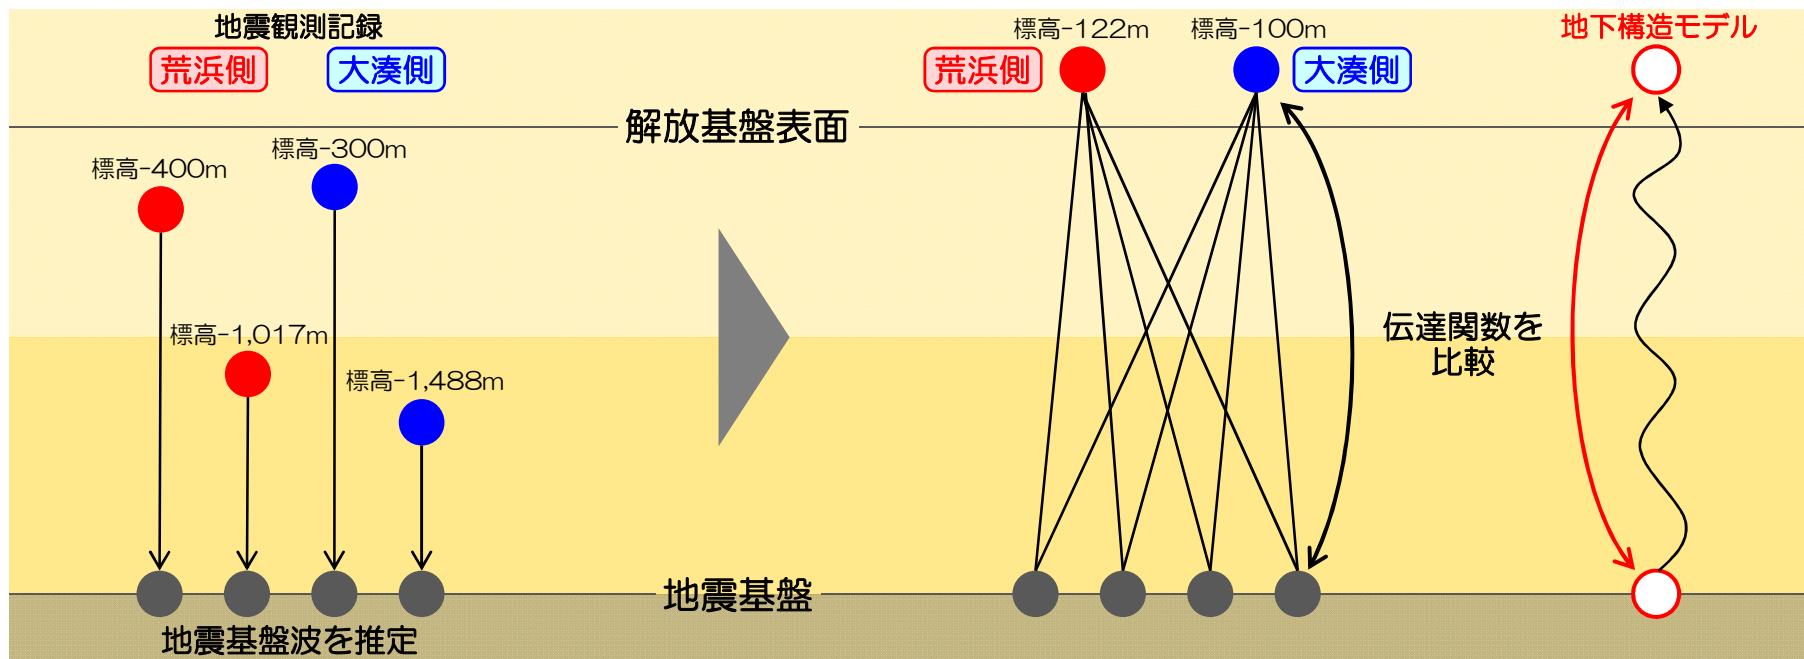 地震観測記録
荒浜側
大湊側
標高-400m
標高-300m
標高-1,017m
標高-1,488m
地震基盤波を推定
解放基盤表面
地震基盤
標高-122m
標高-100m
荒浜側
大湊側
伝達関数を
比較
地下構造モデル